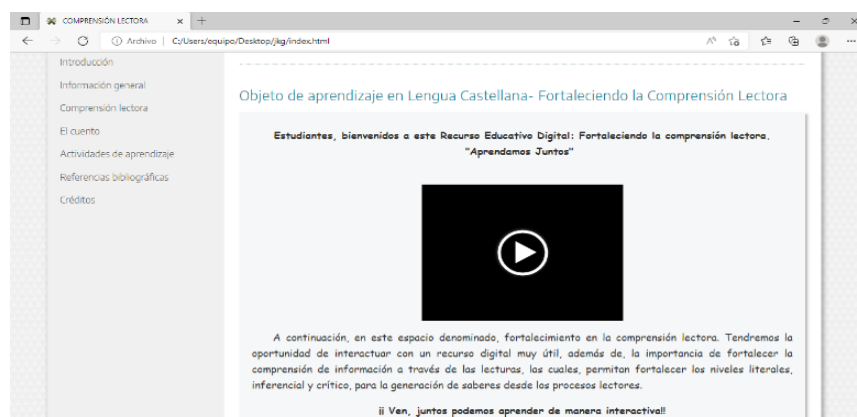 COMPRENSIÓN LECTORA
Archivo | C:/Users/equipo/Desktop/jkg/index.html
Introducción
Información general
Comprensión lectora
El cuento
Actividades de aprendizaje
Referencias bibliográficas
Créditos
Objeto de aprendizaje en Lengua Castellana- Fortaleciendo la Comprensión Lectora
Estudiantes, bienvenidos a este Recurso Educativo Digital: Fortaleciendo la comprensión lectora.
"Aprendamos Juntos"
A continuación, en este espacio denominado, fortalecimiento en la comprensión lectora. Tendremos la
oportunidad de interactuar con un recurso digital muy útil, además de, la importancia de fortalecer la
comprensión de información a través de las lecturas, las cuales, permitan fortalecer los niveles literales,
inferencial y crítico, para la generación de saberes desde los procesos lectores.
¡¡ Ven, juntos podemos aprender de manera interactiva!!